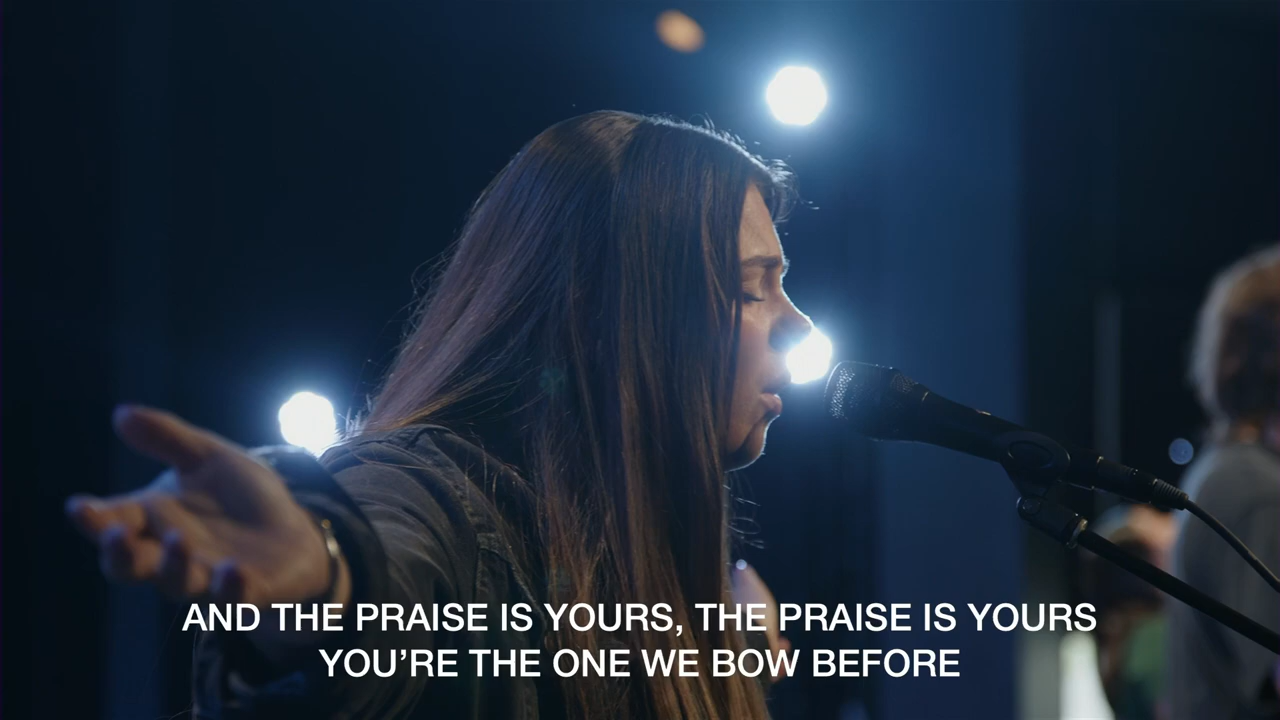 AND THE PRAISE IS YOURS, THE PRAISE IS YOURS
YOU’RE THE ONE WE BOW BEFORE